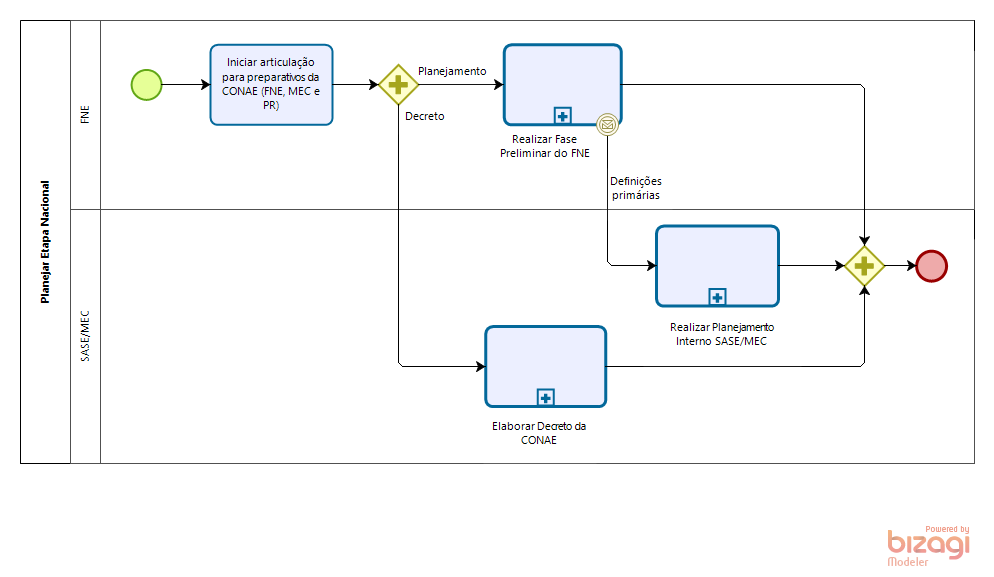 Planejar Etapa Nacional
FNE
Iniciar articulação
para preparativos da
CONAE (FNE, MEC e
PR)
Planejamento
Decreto
Realizar Fase
Preliminar do FNE
Definições
primárias
SASE/MEC
Realizar Planejamento
Interno SASE/MEC
Elaborar Decreto da
CONAE
Powered by
bizagi
Modeler